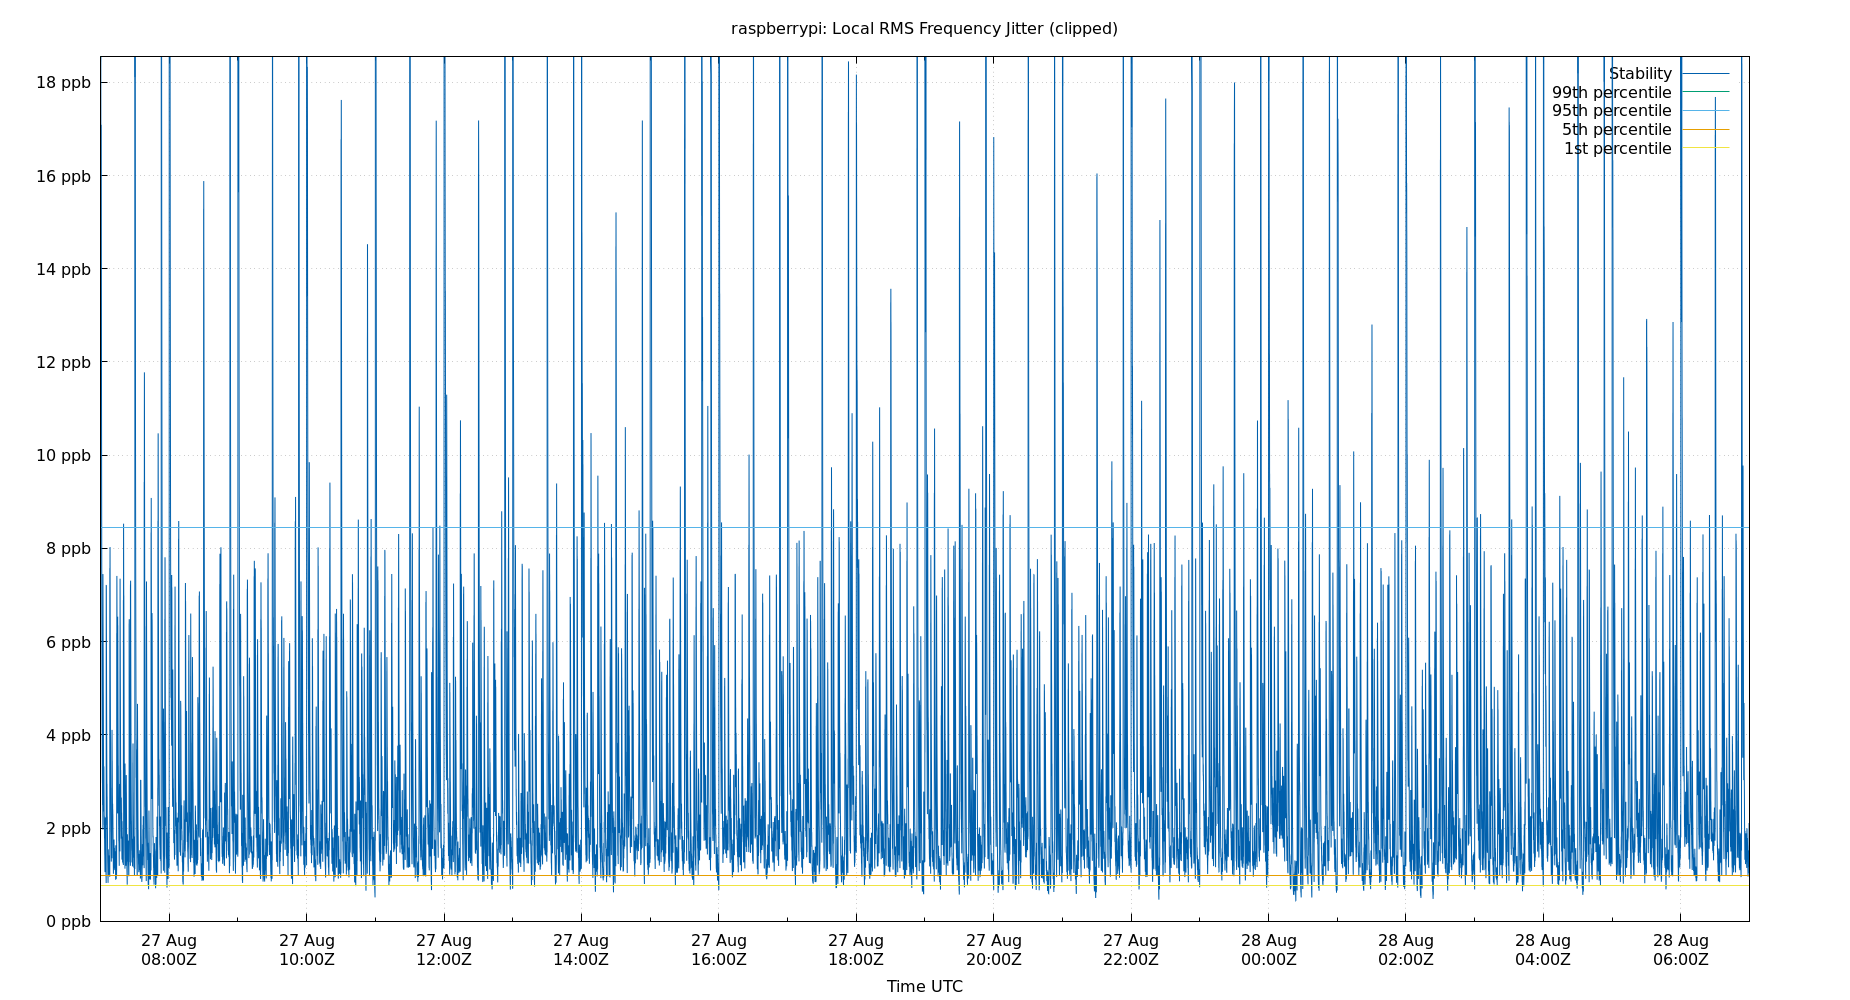 raspberrypi: Local RMS Frequency Jitter (clipped)
18 ppb
16 ppb
14 ppb
12 ppb
10 ppb
8 ppb
6 ppb
4 ppb
2 ppb
0 ppb
Stability
99th percentile
95th percentile
5th percentile
1st percentile
27 Aug 27 Aug 27 Aug 27 Aug 27 Aug 27 Aug 27 Aug 27 Aug 28 Aug 28 Aug 28 Aug 28 Aug
08:00Z 10:00Z 12:00Z 14:00Z 16:00Z 18:00Z 20:00Z 22:00Z 00:00Z 02:00Z 04:00Z 06:00Z
Time UTC